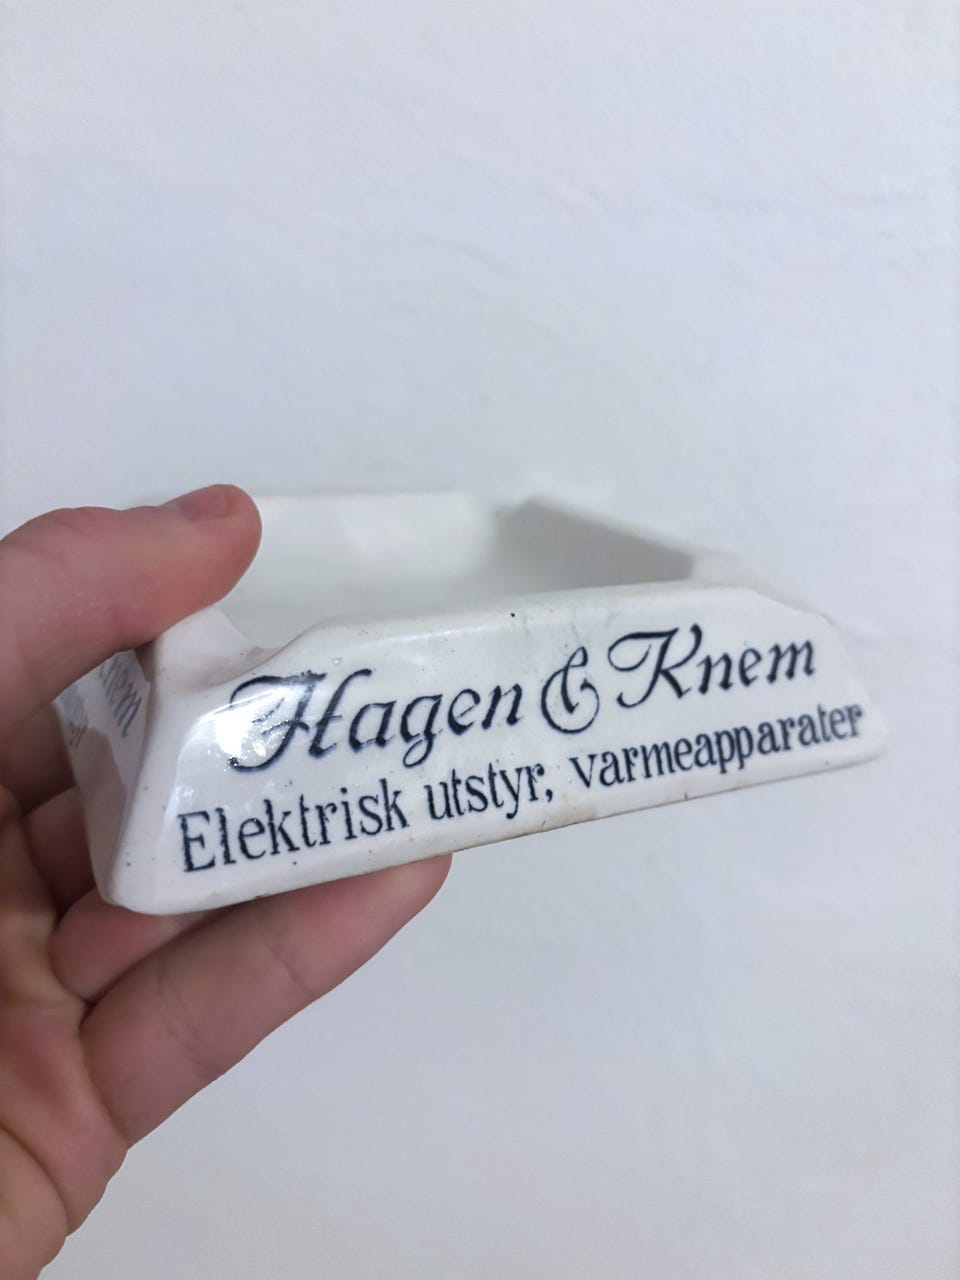 Hagen & Knem
Elektrisk utstyr, varmeapparater